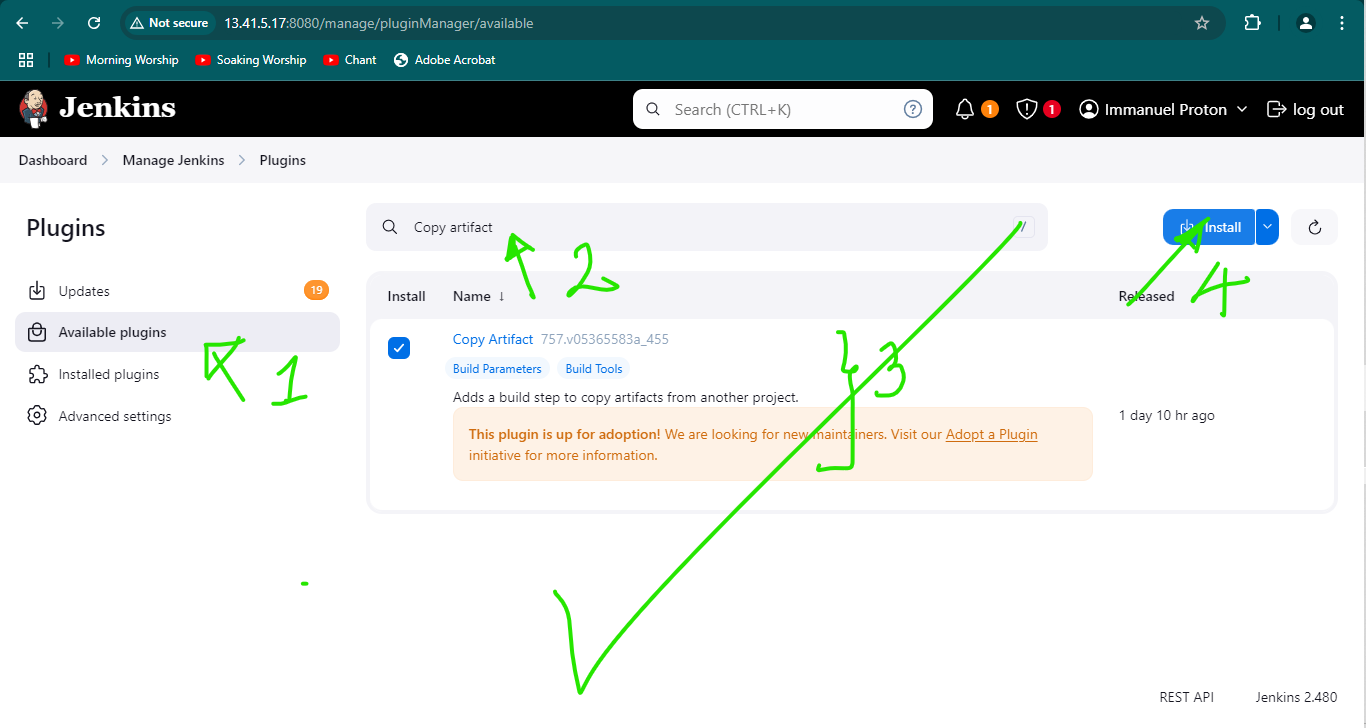 Not secure 13.41.5.17:8080/manage/pluginManager/available
Morning Worship Soaking Worship Chant Adobe Acrobat
Jenkins Search (CTRL+K) ? 1 1 Immanuel Proton log out
Dashboard Manage Jenkins Plugins
Plugins
Copy artifact / Install
2
Updates 19
Install Name ↓ Released 4
Available plugins
Installed plugins
1
Advanced settings
Copy Artifact 757.v05365583a_455
3
Build Parameters Build Tools
Adds a build step to copy artifacts from another project.
This plugin is up for adoption! We are looking for new maintainers. Visit our Adopt a Plugin
initiative for more information.
1 day 10 hr ago
REST API Jenkins 2.480